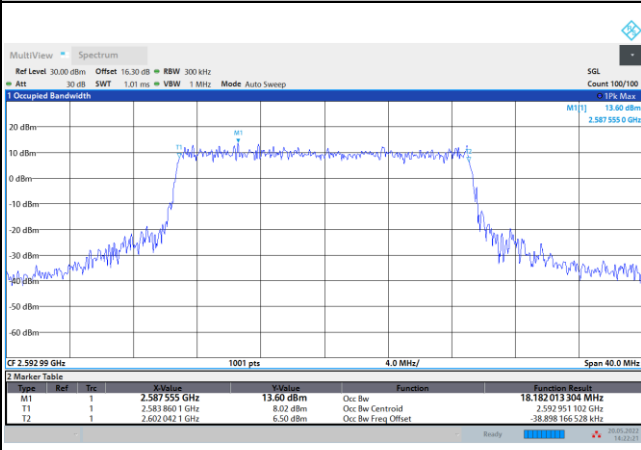 MultiView Spectrum
Ref Level 30.00 dBm Offset 16.30 dB RBW 300 kHz SGL
Att 30 dB SWT 1.01 ms VBW 1 MHz Mode Auto Sweep Count 100/100
1 Occupied Bandwidth 1Pk Max
M1[1] 13.60 dBm
2.587 555 0 GHz
20 dBm
M1
T1
10 dBm
0 dBm
-10 dBm
-20 dBm
-30 dBm
-40 dBm
-50 dBm
-60 dBm
CF 2.592 99 GHz 1001 pts 4.0 MHz/ Span 40.0 MHz
2 Marker Table
Type Ref Trc X-Value Y-Value Function Function Result
M1 1 2.587 555 GHz 13.60 dBm Occ Bw 18.182 013 304 MHz
T1 1 2.583 860 1 GHz 8.02 dBm Occ Bw Centroid 2.592 951 102 GHz
T2 1 2.602 042 1 GHz 6.50 dBm Occ Bw Freq Offset -38.898 166 528 kHz
Ready 20.05.2022
14:22:21